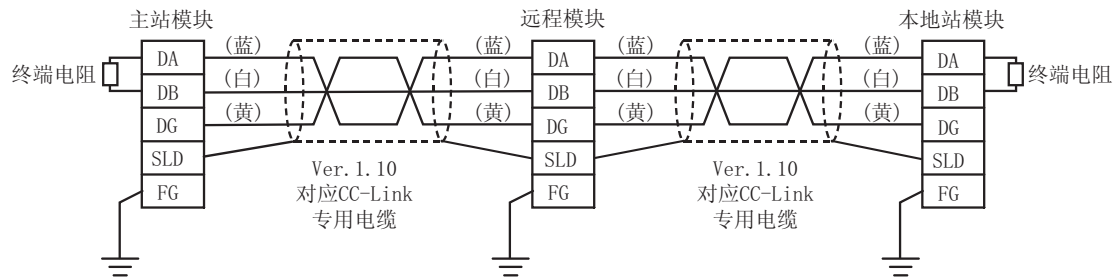 主站模块 远程模块 本地站模块
DA (蓝) (蓝) DA (蓝) (蓝) DA
终端电阻 终端电阻
DB (白) (白) DB (白) (白) DB
DG (黄) (黄) DG (黄) (黄) DG
SLD SLD SLD
Ver.1.10 Ver.1.10
FG 对应CC-Link FG 对应CC-Link FG
专用电缆 专用电缆